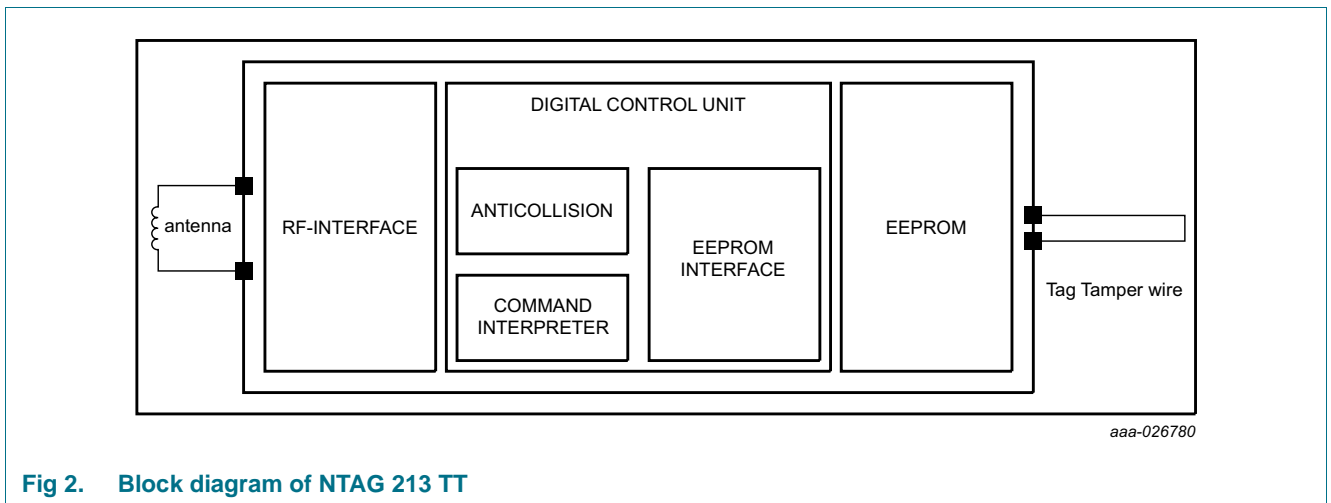 DIGITAL CONTROL UNIT
antenna
RF-INTERFACE
ANTICOLLISION
COMMAND
INTERPRETER
EEPROM
INTERFACE
EEPROM
Tag Tamper wire
aaa-026780
Fig 2. Block diagram of NTAG 213 TT